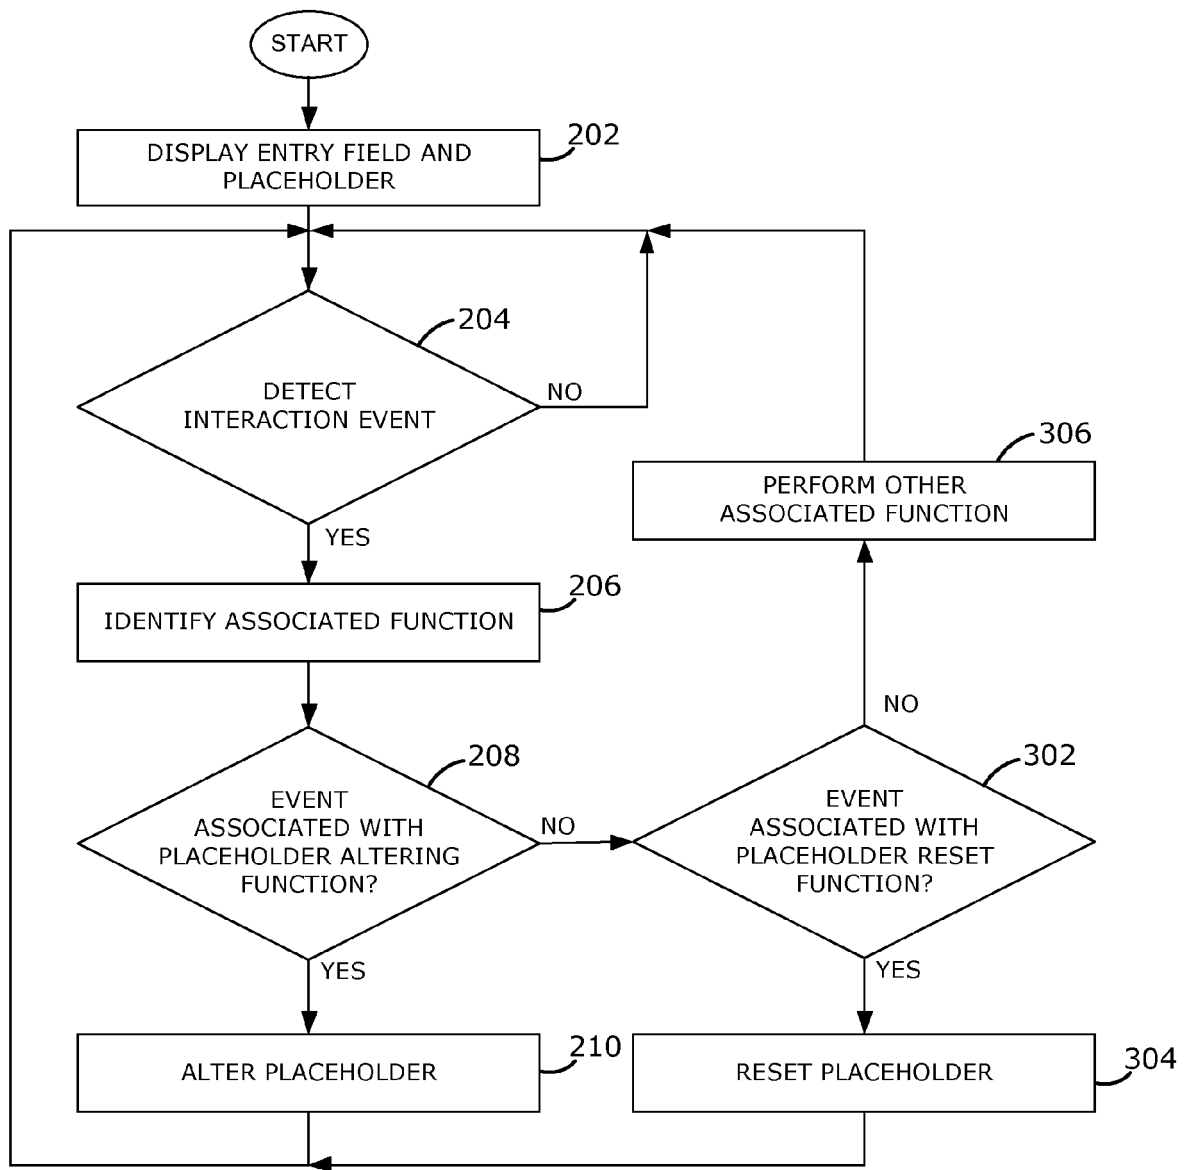 START
202
DISPLAY ENTRY FIELD AND
PLACEHOLDER
204
DETECT
INTERACTION EVENT
NO
YES
306
PERFORM OTHER
ASSOCIATED FUNCTION
206
IDENTIFY ASSOCIATED FUNCTION
NO
208
EVENT
ASSOCIATED WITH
PLACEHOLDER ALTERING
FUNCTION?
NO
YES
302
EVENT
ASSOCIATED WITH
PLACEHOLDER RESET
FUNCTION?
YES
210
ALTER PLACEHOLDER
304
RESET PLACEHOLDER